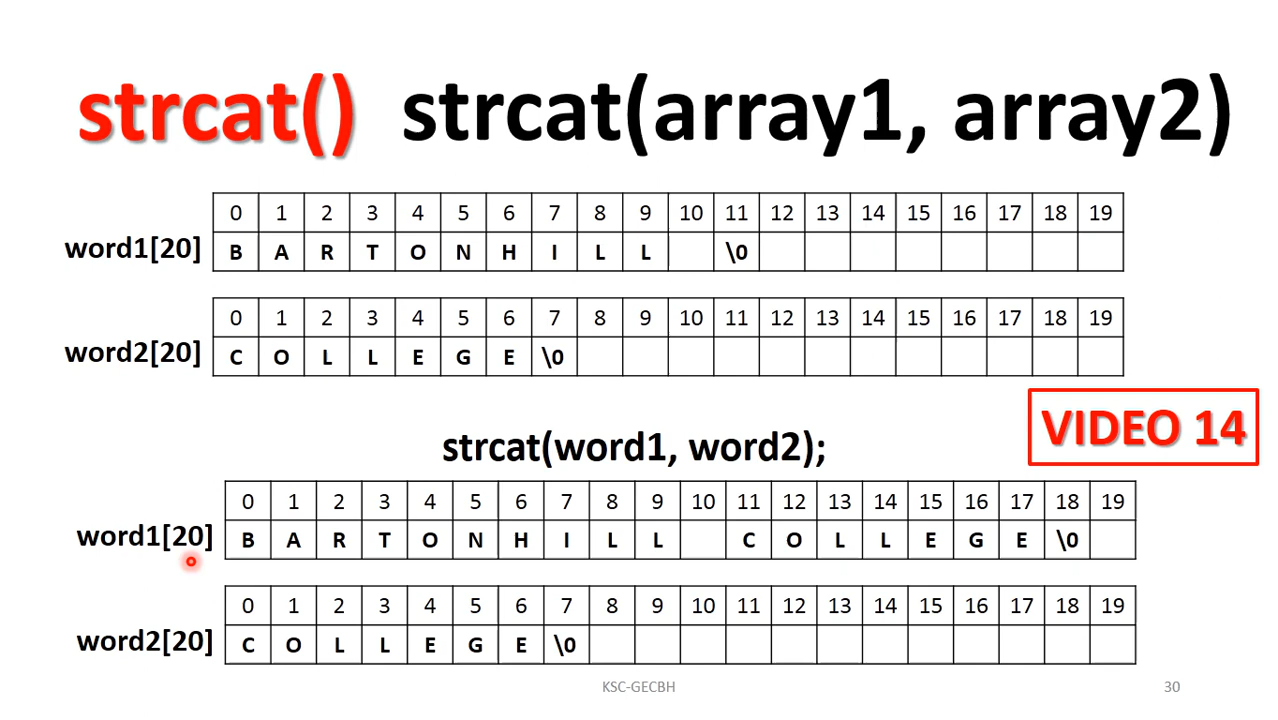 strcat() strcat(array1, array2)
0 1 2 3 4 5 6 7 8 9 10 11 12 13 14 15 16 17 18 19
word1[20] B A R T O N H I L L \0
0 1 2 3 4 5 6 7 8 9 10 11 12 13 14 15 16 17 18 19
word2[20] C O L L E G E \0
VIDEO 14
strcat(word1, word2);
0 1 2 3 4 5 6 7 8 9 10 11 12 13 14 15 16 17 18 19
word1[20] B A R T O N H I L L C O L L E G E \0
0 1 2 3 4 5 6 7 8 9 10 11 12 13 14 15 16 17 18 19
word2[20] C O L L E G E \0
KSC-GECBH 30